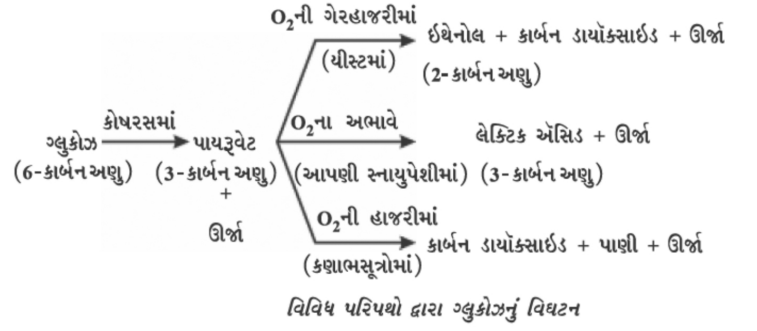 O₂ની ગેરહાજરીમાં
ઇથેનોલ + કાર્બન ડાયૉક્સાઇડ + ઊર્જા
(યીસ્ટમાં)
(2-કાર્બન અણુ)
કોષરસમાં
O₂ના અભાવે
ગ્લુકોઝ
પાયરૂવેટ
લેક્ટિક ઍસિડ + ઊર્જા
(6-કાર્બન અણુ)
(3-કાર્બન અણુ)
(આપણી સ્નાયુપેશીમાં)
(3-કાર્બન અણુ)
+
O₂ની હાજરીમાં
ઊર્જા
કાર્બન ડાયૉક્સાઇડ + પાણી + ઊર્જા
(કણાભસૂત્રોમાં)
વિવિધ પરિપથો દ્વારા ગ્લુકોઝનું વિઘટન